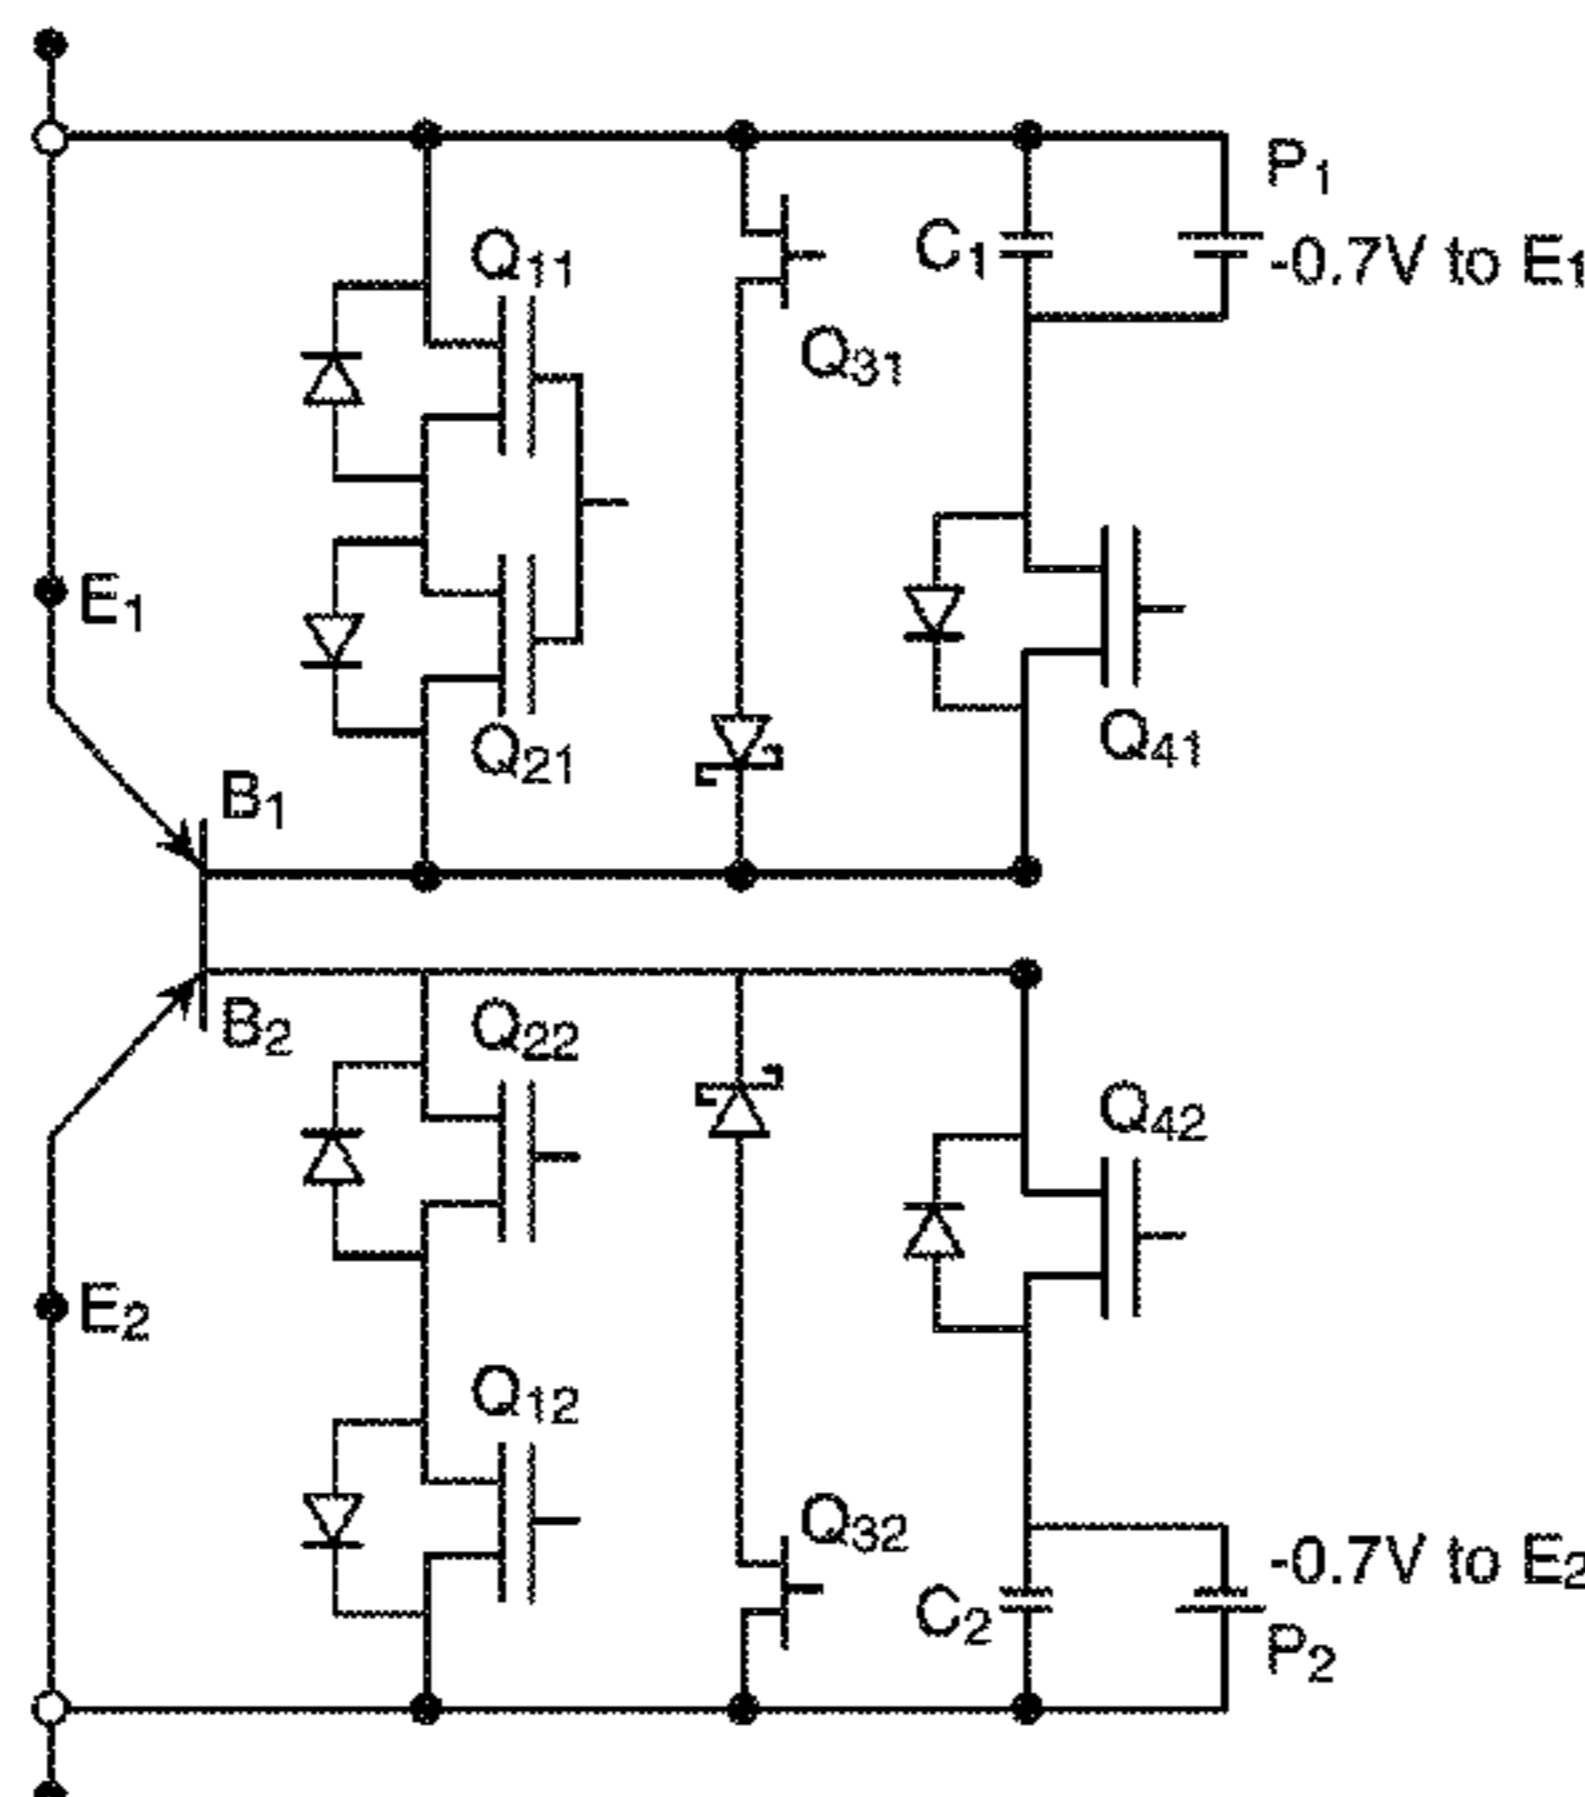 P1
Q11
C1
-0.7V to E1
Q31
E1
Q21
Q41
B1
B2
Q22
Q42
E2
Q12
Q32
-0.7V to E2
C2
P2